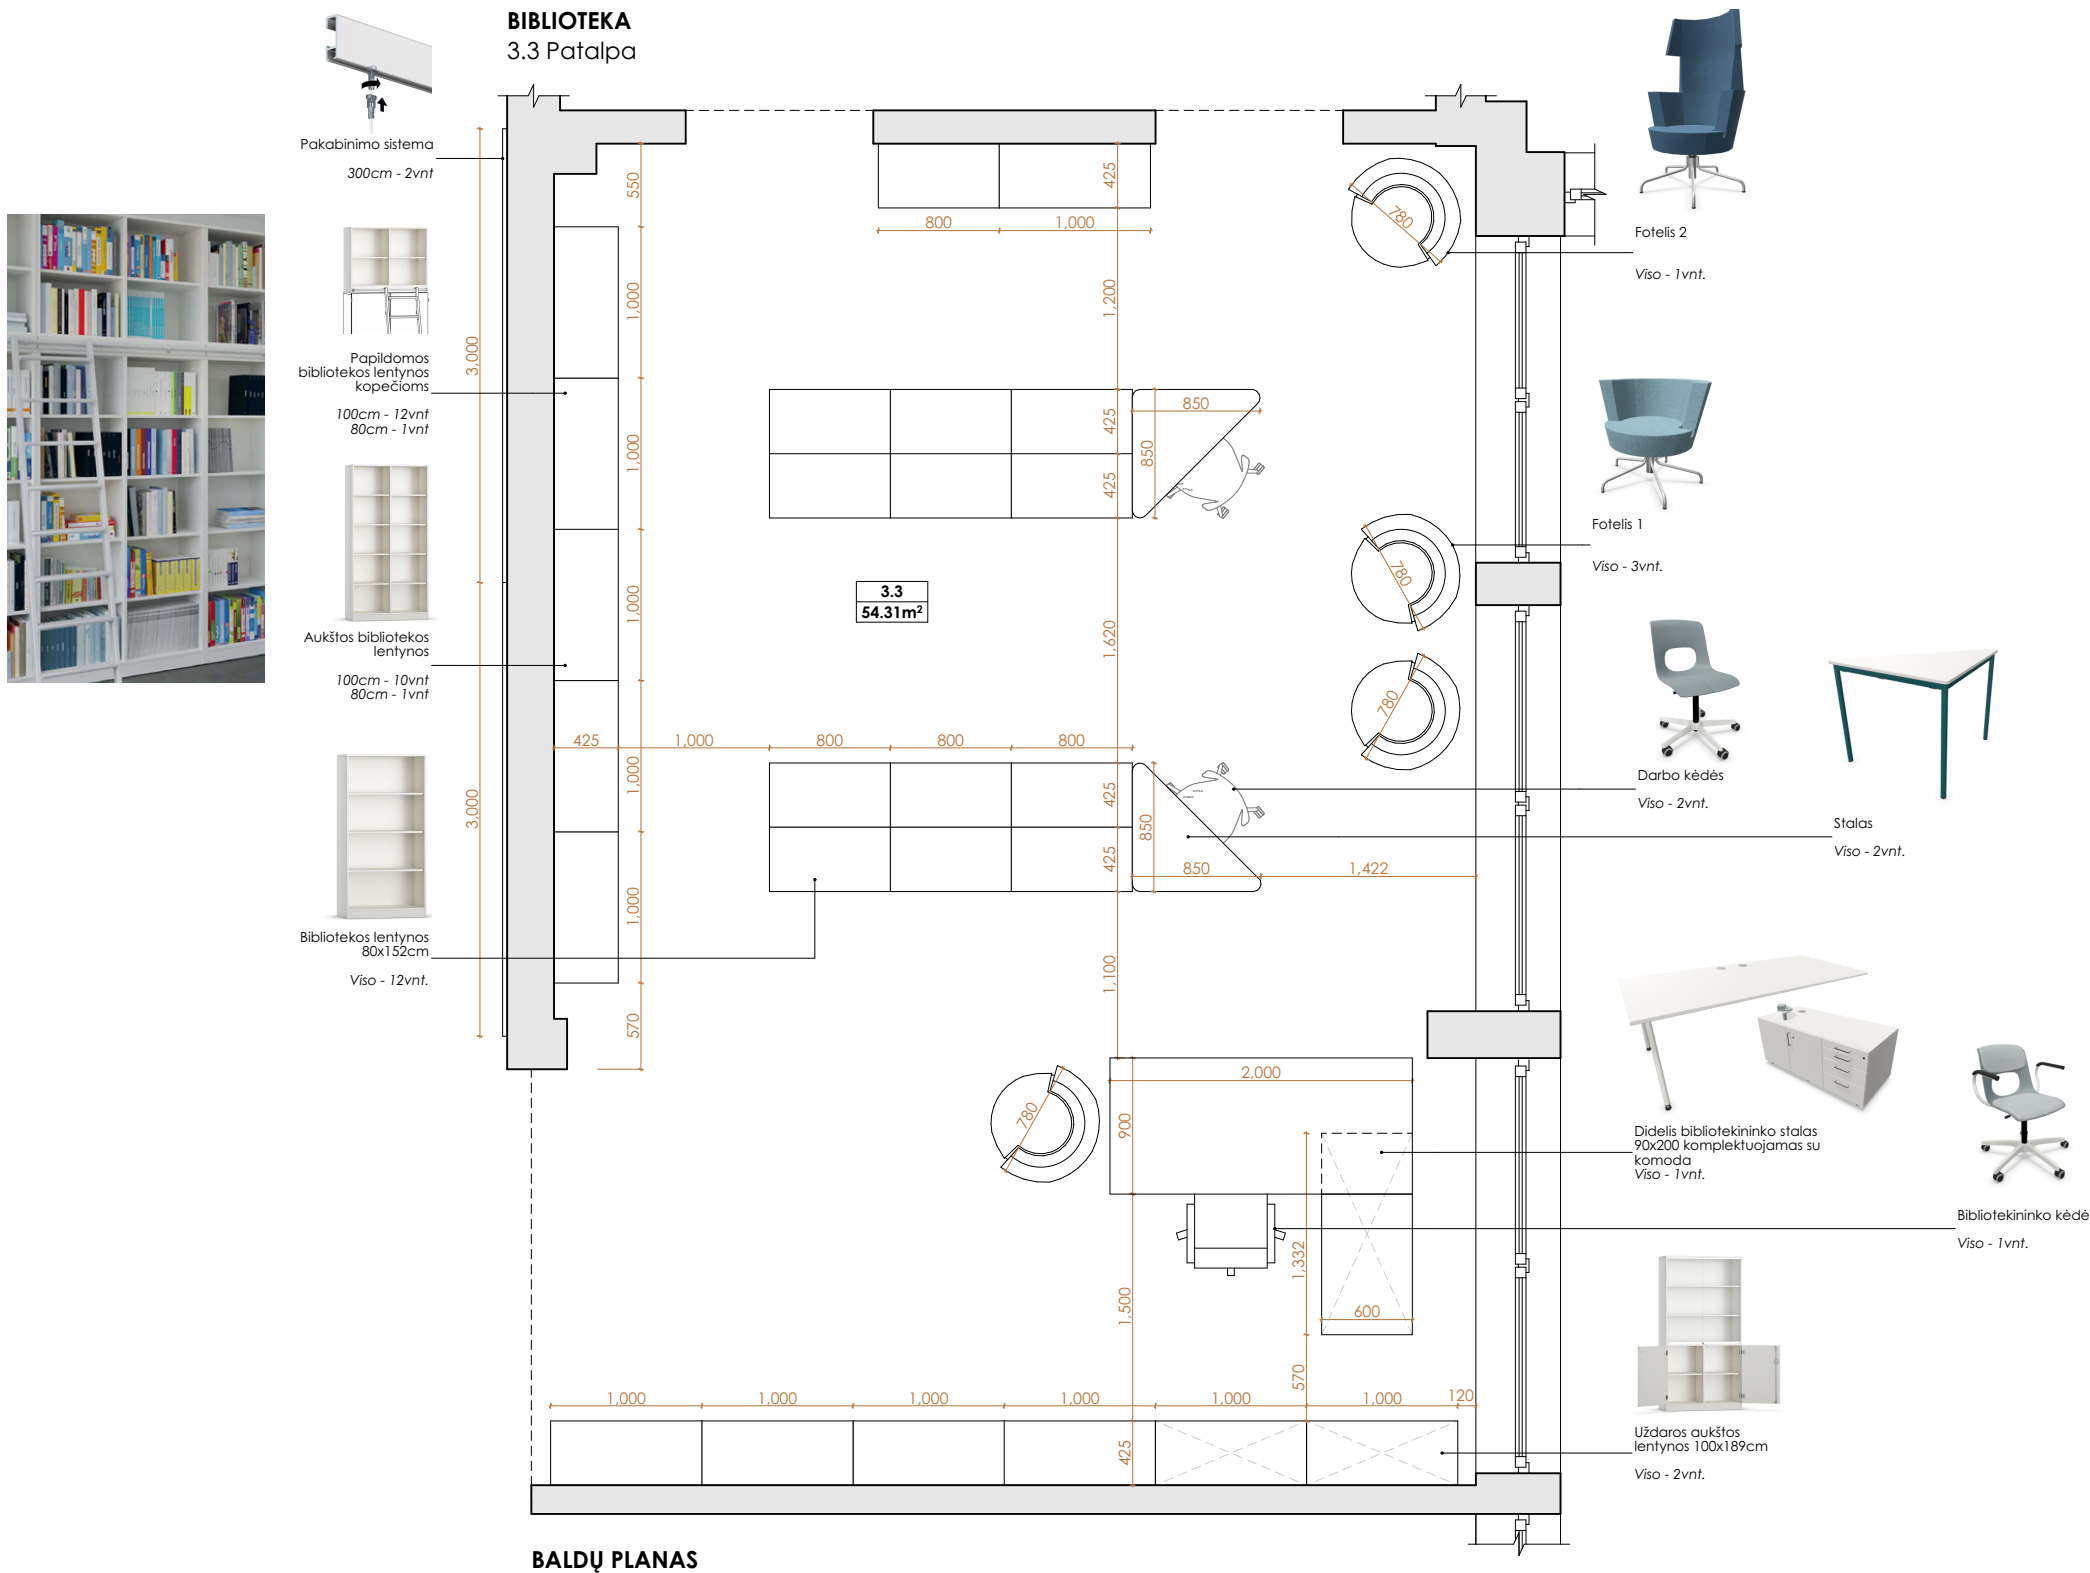 BIBLIOTEKA
3.3 Patalpa
Pakabinimo sistema
300cm - 2vnt
Papildomos
bibliotekos lentynos
kopečioms
100cm - 12vnt
80cm - 1vnt
Aukštos bibliotekos
lentynos
100cm - 10vnt
80cm - 1vnt
Bibliotekos lentynos
80x152cm
Viso - 12vnt.
3,000
3,000
550
1,000
1,000
1,000
1,000
1,000
570
425
800
1,000
1,200
425
425
850
850
3.3
54.31m²
1,620
425
1,000
800
800
800
425
425
850
850
1,422
1,100
780
780
780
780
2,000
900
1,332
600
1,500
570
1,000
1,000
1,000
1,000
1,000
1,000
120
425
Fotelis 2
Viso - 1vnt.
Fotelis 1
Viso - 3vnt.
Darbo kėdės
Viso - 2vnt.
Stalas
Viso - 2vnt.
Didelis bibliotekininko stalas
90x200 komplektuojamas su
komoda
Viso - 1vnt.
Bibliotekininko kėdė
Viso - 1vnt.
Uždaros aukštos
lentynos 100x189cm
Viso - 2vnt.
BALDŲ PLANAS